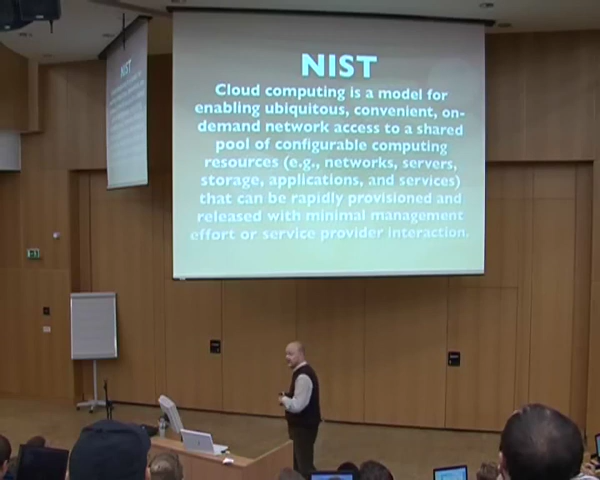 NIST
Cloud computing is a model for
enabling ubiquitous, convenient, on-
demand network access to a shared
pool of configurable computing
resources (e.g., networks, servers,
storage, applications, and services)
that can be rapidly provisioned and
released with minimal management
effort or service provider interaction.
NIST